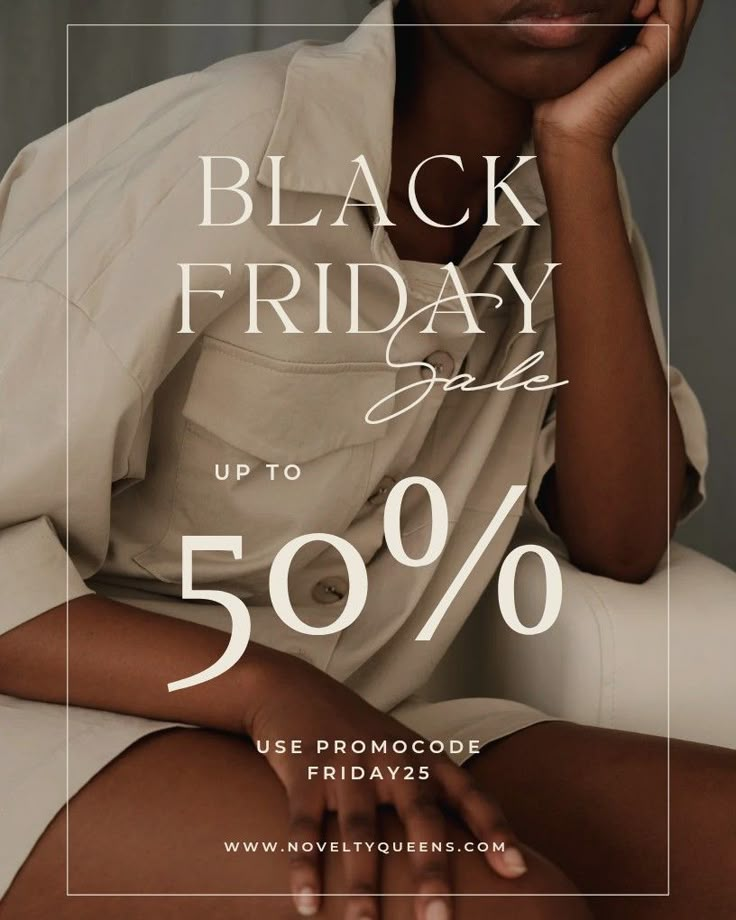 BLACK
FRIDAY
Sale
UP TO
50%
USE PROMOCODE
FRIDAY25
WWW.NOVELTYQUEENS.COM